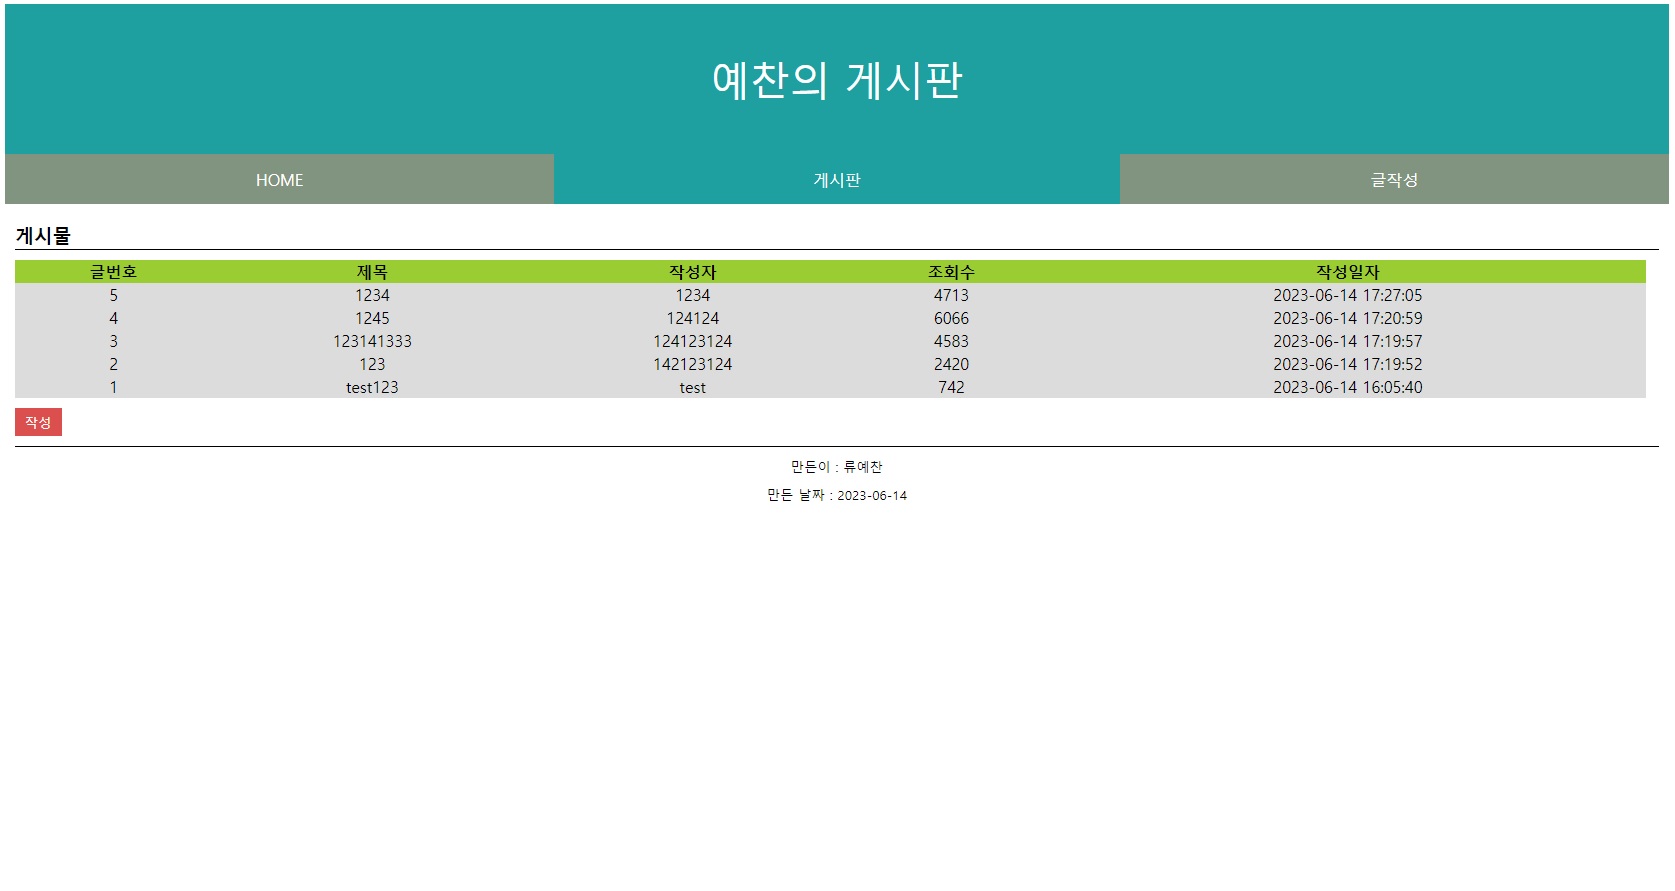 예찬의 게시판
HOME 게시판 글작성
게시물
글번호 제목 작성자 조회수 작성일자
5 1234 1234 4713 2023-06-14 17:27:05
4 1245 124124 6066 2023-06-14 17:20:59
3 123141333 124123124 4583 2023-06-14 17:19:57
2 123 142123124 2420 2023-06-14 17:19:52
1 test123 test 742 2023-06-14 16:05:40
작성
만든이 : 류예찬
만든 날짜 : 2023-06-14